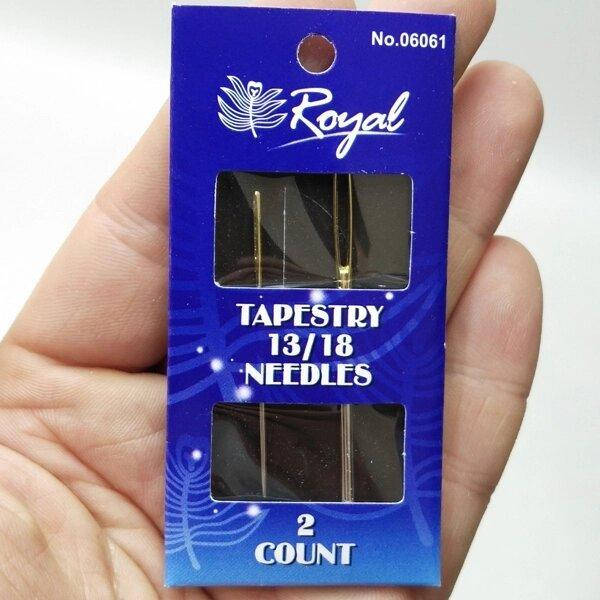 No.06061
Royal
TAPESTRY
13/18
NEEDLES
2
COUNT